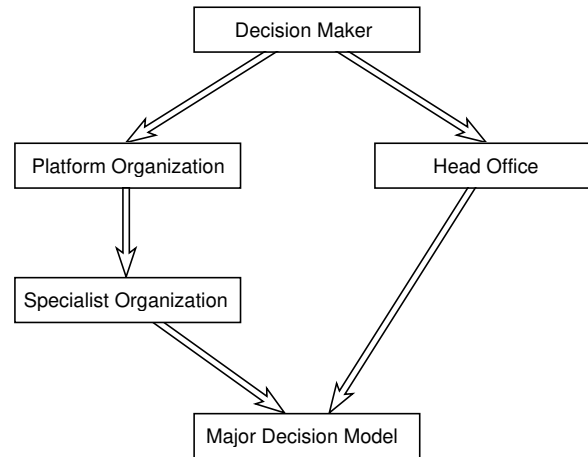 Decision Maker
Platform Organization
Head Office
Specialist Organization
Major Decision Model